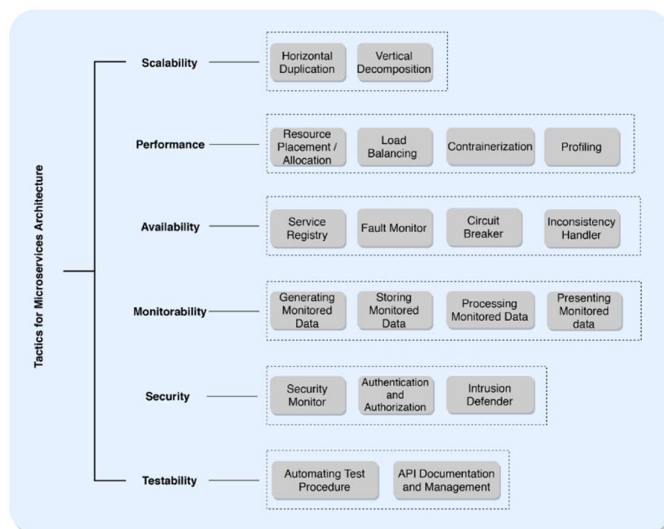 Tactics for Microservices Architecture
Scalability
Horizontal
Duplication
Vertical
Decomposition
Performance
Resource
Placement /
Allocation
Load
Balancing
Contrainerization
Profiling
Availability
Service
Registry
Fault Monitor
Circuit
Breaker
Inconsistency
Handler
Monitorability
Generating
Monitored
Data
Storing
Monitored
Data
Processing
Monitored Data
Presenting
Monitored
data
Security
Security
Monitor
Authentication
and
Authorization
Intrusion
Defender
Testability
Automating Test
Procedure
API Documentation
and Management